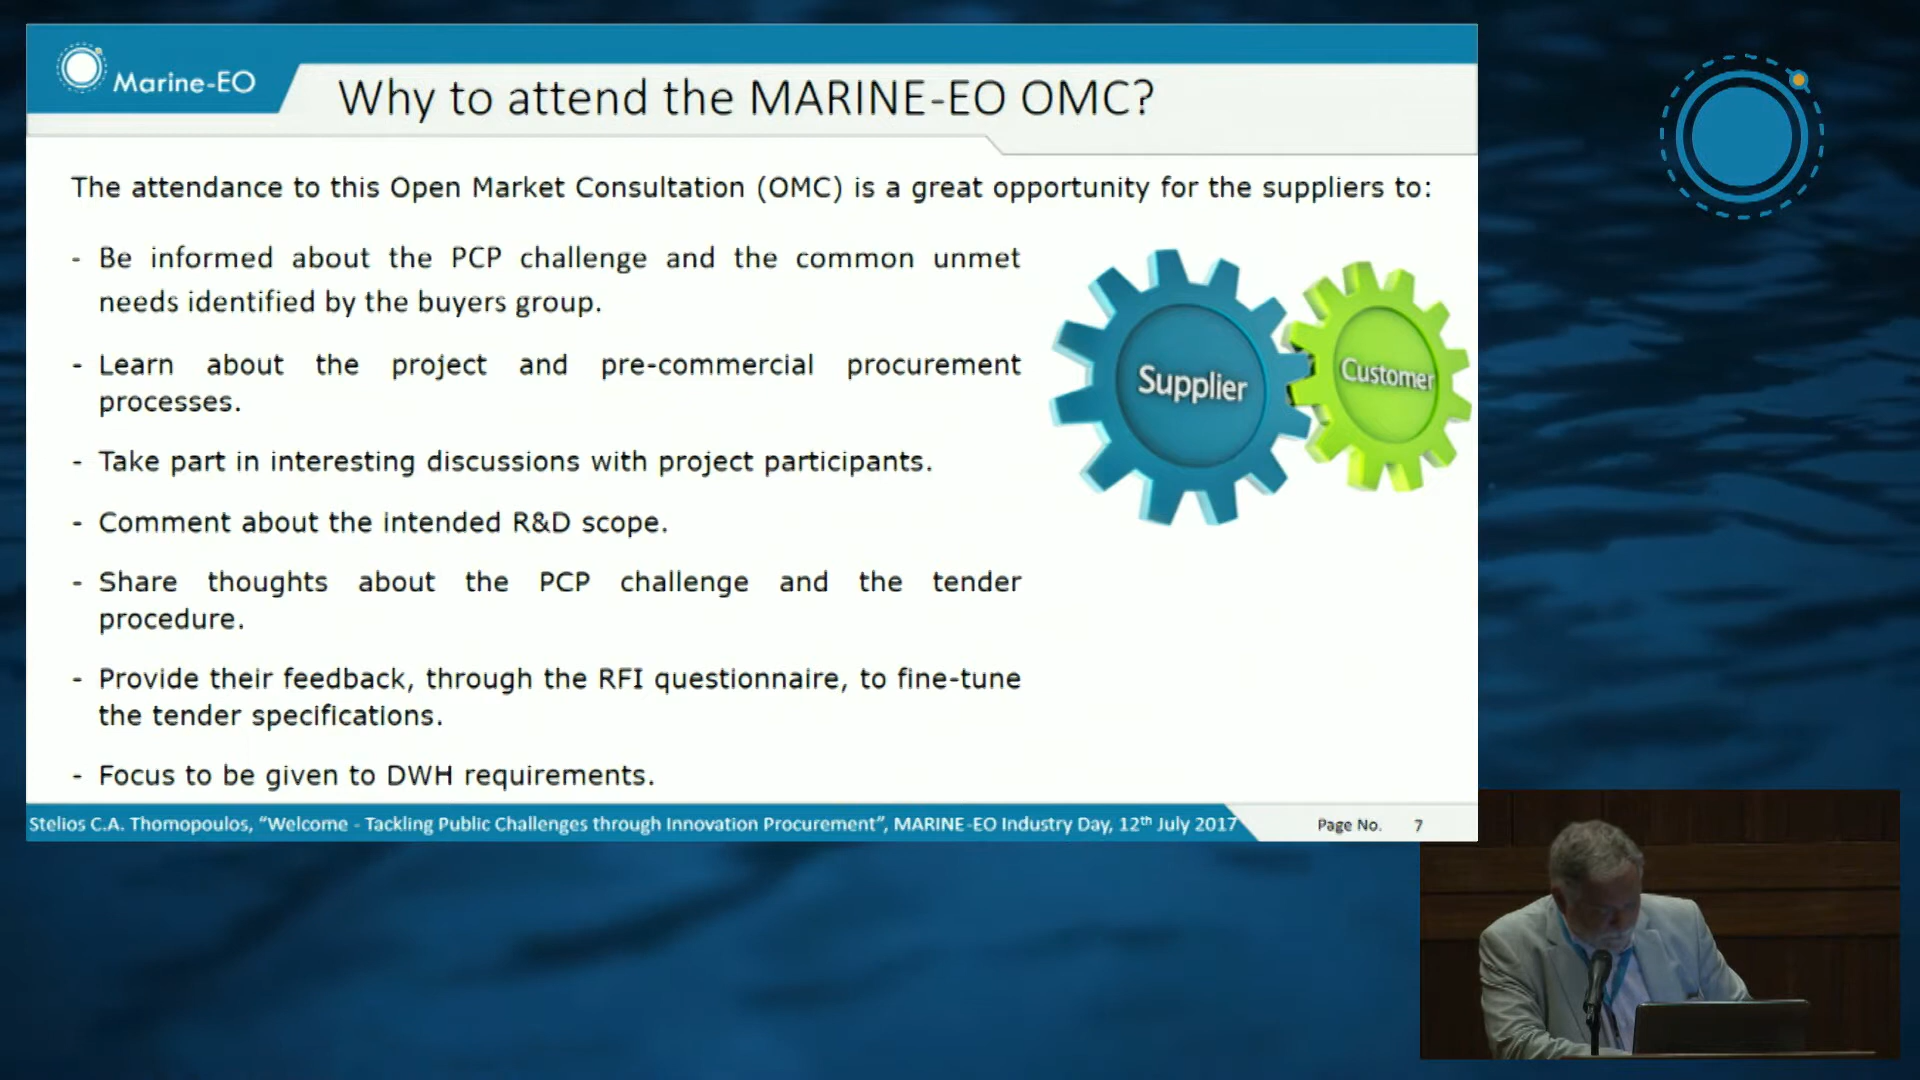 Marine-EO
Why to attend the MARINE-EO OMC?
The attendance to this Open Market Consultation (OMC) is a great opportunity for the suppliers to:
- Be informed about the PCP challenge and the common unmet
needs identified by the buyers group.
- Learn about the project and pre-commercial procurement
processes.
- Take part in interesting discussions with project participants.
- Comment about the intended R&D scope.
- Share thoughts about the PCP challenge and the tender
procedure.
- Provide their feedback, through the RFI questionnaire, to fine-tune
the tender specifications.
- Focus to be given to DWH requirements.
Supplier
Customer
Stelios C.A. Thomopoulos, “Welcome - Tackling Public Challenges through Innovation Procurement”, MARINE-EO Industry Day, 12th July 2017
Page No. 7